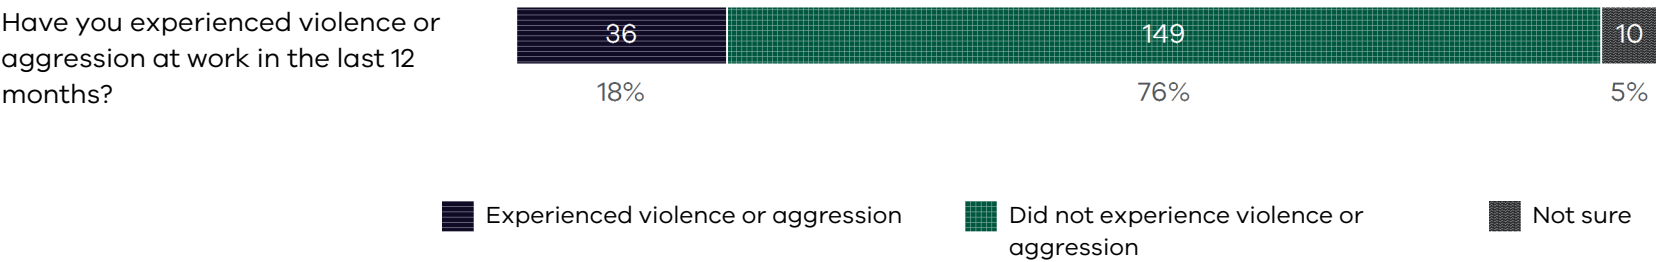 Have you experienced violence or
aggression at work in the last 12
months?
36 149 10
18% 76% 5%
Experienced violence or aggression
Did not experience violence or
aggression
Not sure